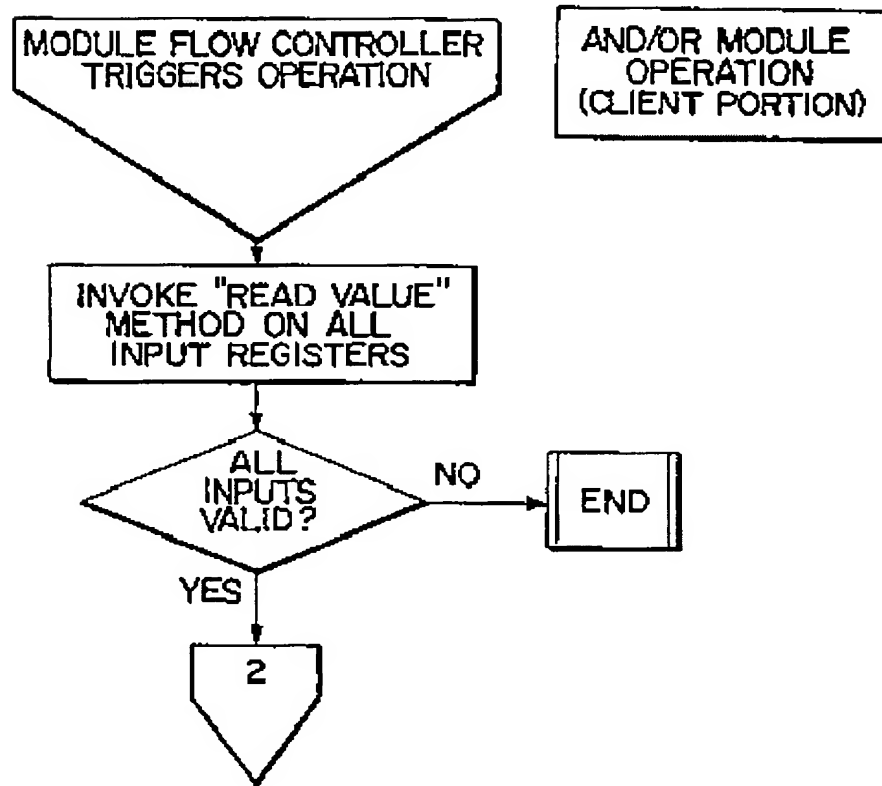 MODULE FLOW CONTROLLER
TRIGGERS OPERATION
AND/OR MODULE
OPERATION
(CLIENT PORTION)
INVOKE "READ VALUE"
METHOD ON ALL
INPUT REGISTERS
ALL
INPUTS
VALID?
NO
END
YES
2